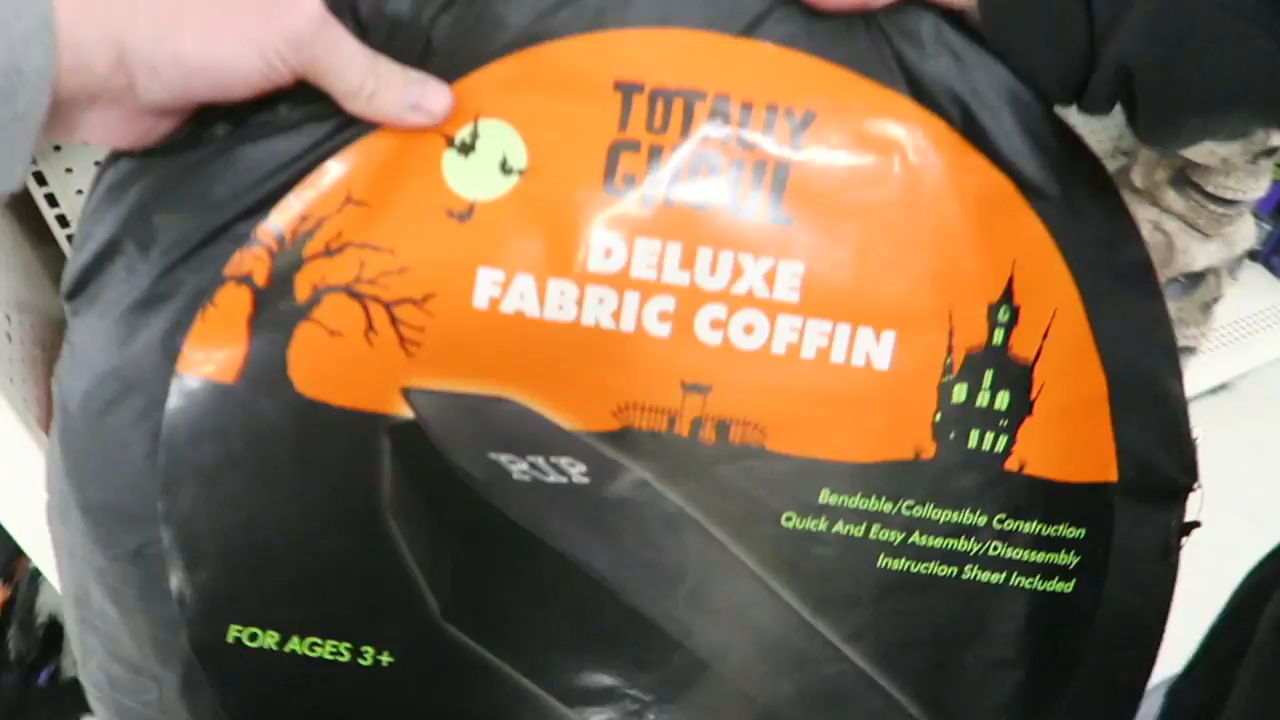 TOTALLY
GHOUL
DELUXE
FABRIC COFFIN
RIP
Bendable/Collapsible Construction
Quick And Easy Assembly/Disassembly
Instruction Sheet Included
FOR AGES 3+